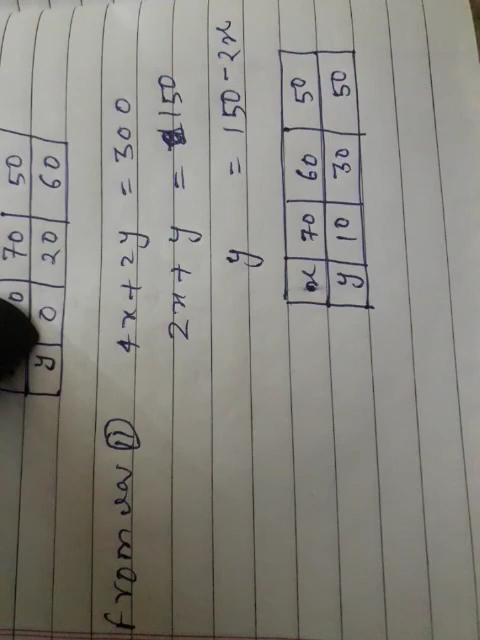 0 70 50
y 0 20 60
from eq (ii) 4x + 2y = 300
2x + y = 150
y = 150 - 2x
x 70 60 50
y 10 30 50